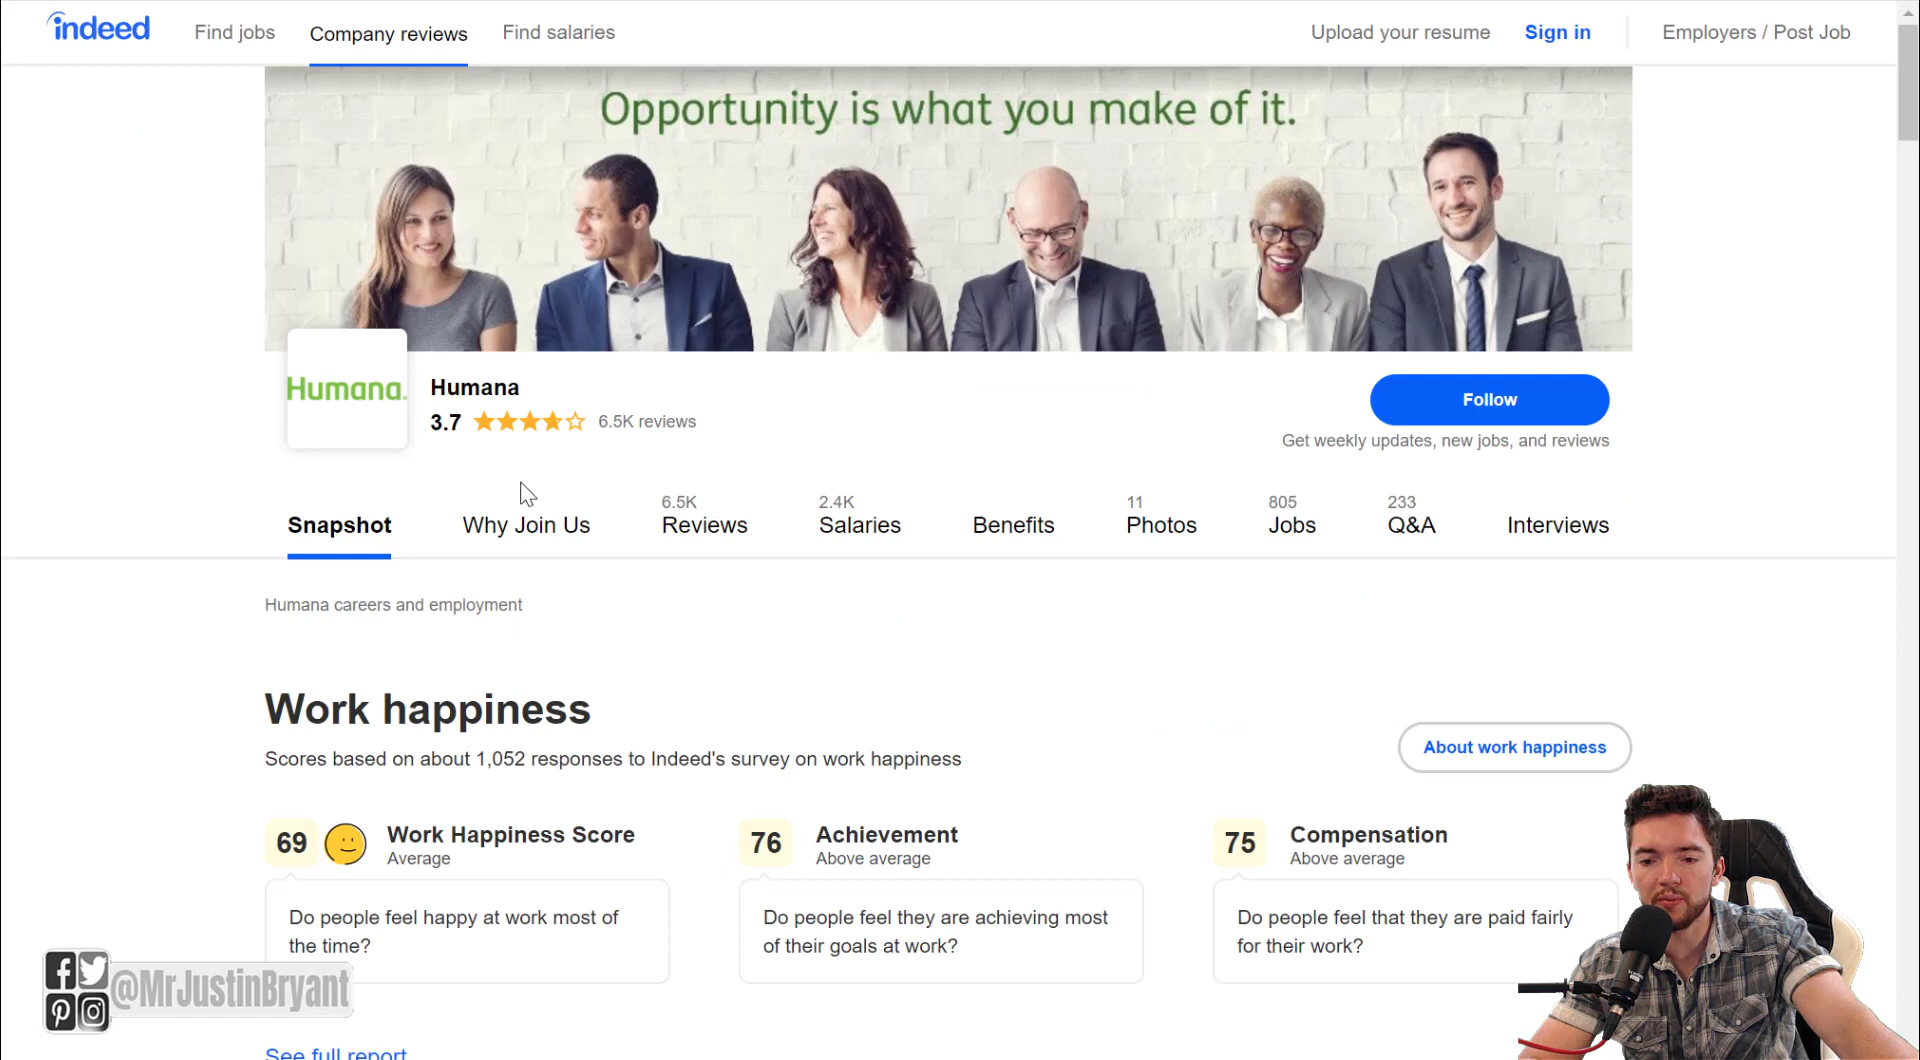 indeed
Find jobs
Company reviews
Find salaries
Upload your resume
Sign in
Employers / Post Job
Opportunity is what you make of it.
Humana
Humana
3.7
6.5K reviews
Follow
Get weekly updates, new jobs, and reviews
Snapshot
Why Join Us
6.5K
Reviews
2.4K
Salaries
Benefits
11
Photos
805
Jobs
233
Q&A
Interviews
Humana careers and employment
Work happiness
Scores based on about 1,052 responses to Indeed's survey on work happiness
About work happiness
69
Work Happiness Score
Average
Do people feel happy at work most of
the time?
76
Achievement
Above average
Do people feel they are achieving most
of their goals at work?
75
Compensation
Above average
Do people feel that they are paid fairly
for their work?
@MrJustinBryant
See full report